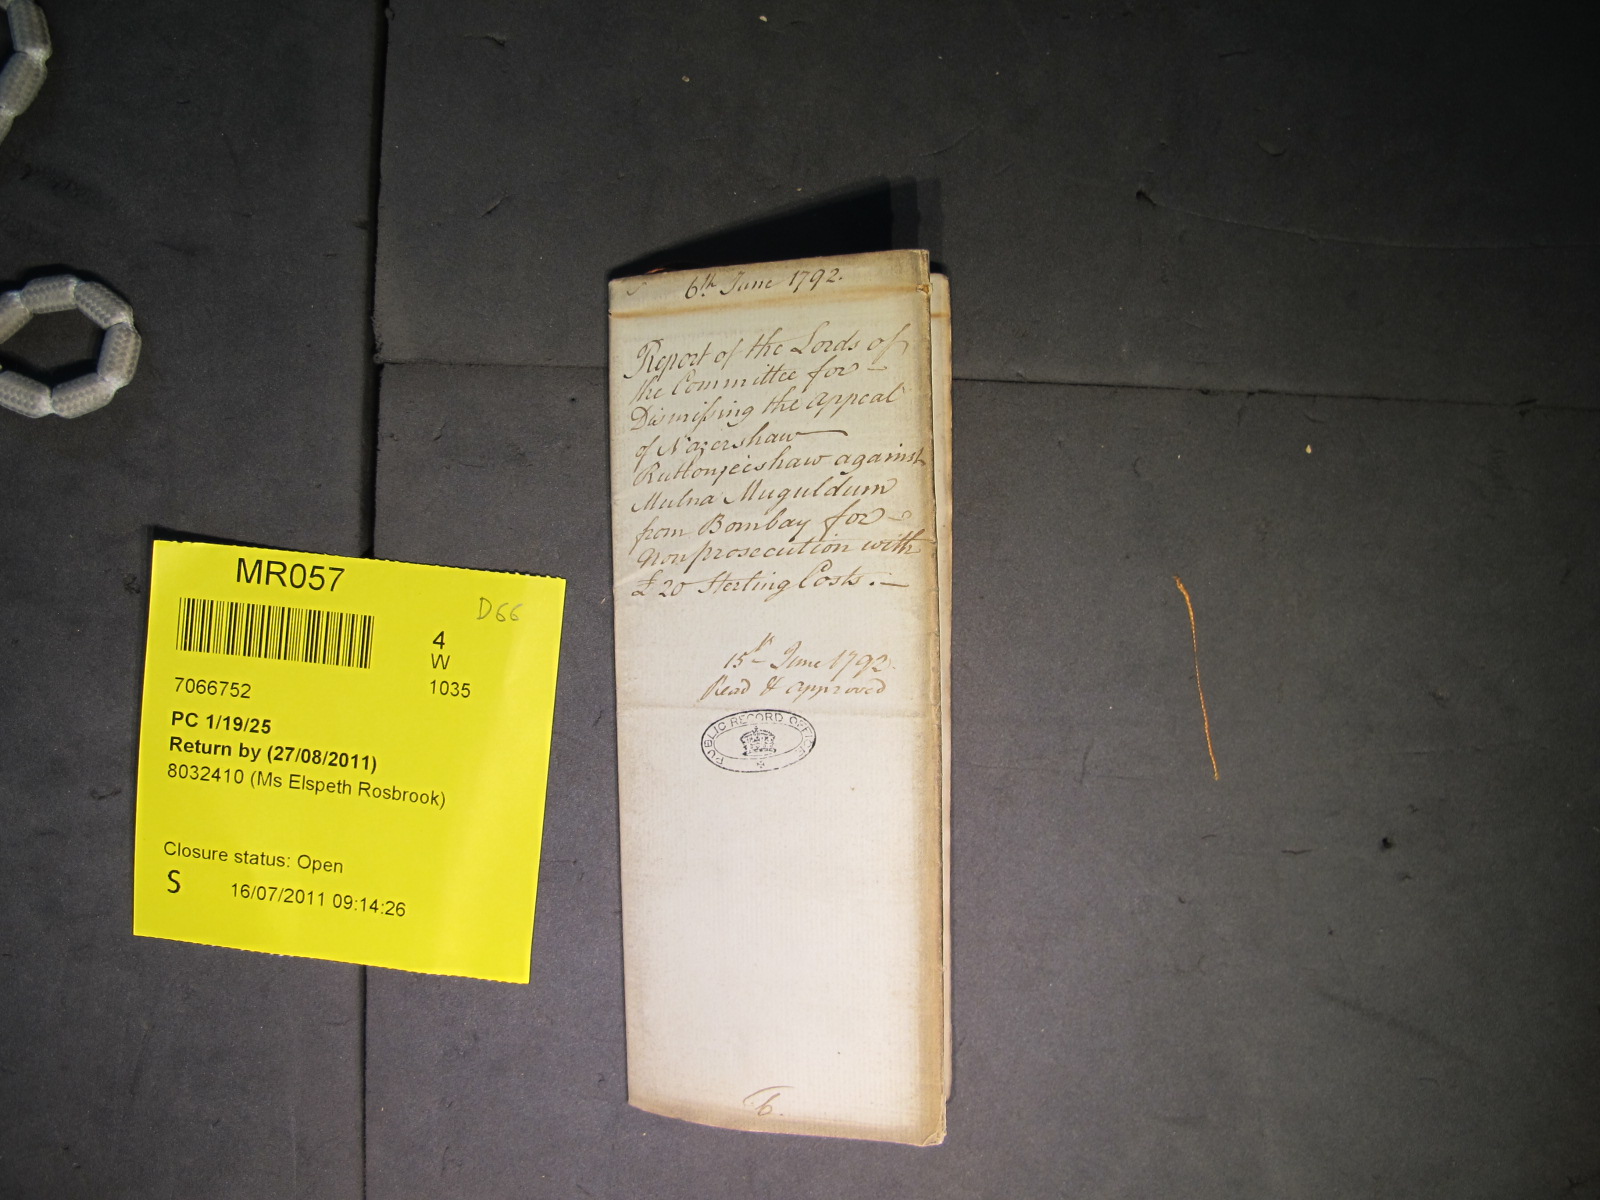 MR057
D66
4
W
1035
7066752
PC 1/19/25
Return by (27/08/2011)
8032410 (Ms Elspeth Rosbrook)
Closure status: Open
S 16/07/2011 09:14:26
6th June 1792.
Report of the Lords of
the Committee for
Dismissing the Appeal
of Nazershaw
Ruttonjeeshaw against
Mulna Muguldum
from Bombay for
Nonprosecution with
£20 Sterling Costs.
15th June 1792.
Read & approved
PUBLIC RECORD OFFICE
6.